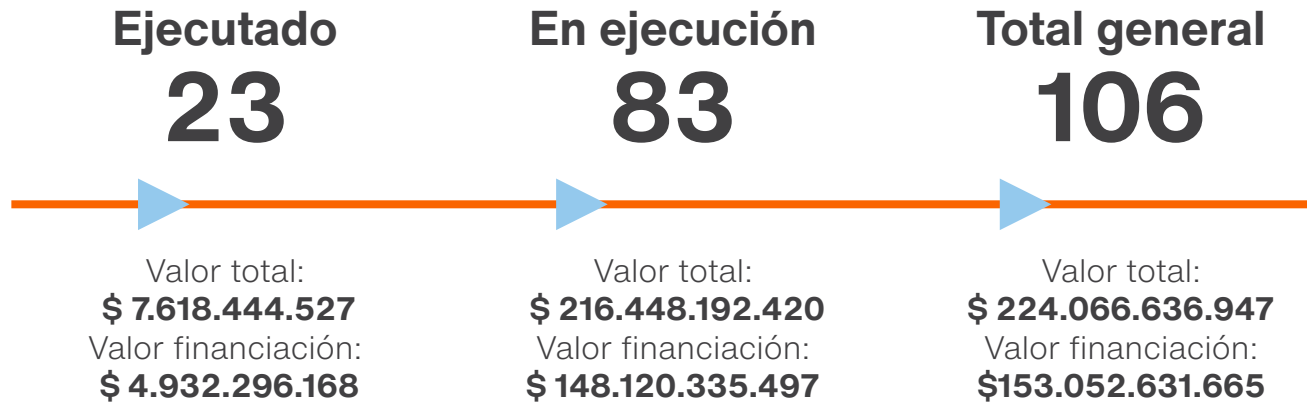 Ejecutado
23
Valor total:
$ 7.618.444.527
Valor financiación:
$ 4.932.296.168
En ejecución
83
Valor total:
$ 216.448.192.420
Valor financiación:
$ 148.120.335.497
Total general
106
Valor total:
$ 224.066.636.947
Valor financiación:
$153.052.631.665